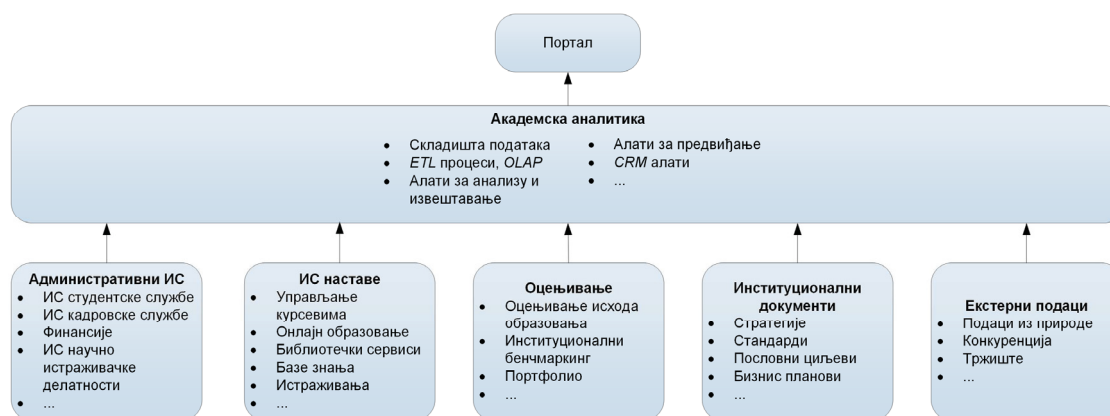 Портал
Академска аналитика
• Складишта података
• ETL процеси, OLAP
• Алати за анализу и
извештавање
• Алати за предвиђање
• CRM алати
• ...
Административни ИС
• ИС студентске службе
• ИС кадровске службе
• Финансије
• ИС научно
истраживачке
делатности
• ...
ИС наставе
• Управљање
курсевима
• Онлајн образовање
• Библиотечки сервиси
• Базе знања
• Истраживања
• ...
Оцењивање
• Оцењивање исхода
образовања
• Институционални
бенчмаркинг
• Портфолио
• ...
Институционални
документи
• Стратегије
• Стандарди
• Пословни циљеви
• Бизнис планови
• ...
Екстерни подаци
• Подаци из природе
• Конкуренција
• Тржиште
• ...